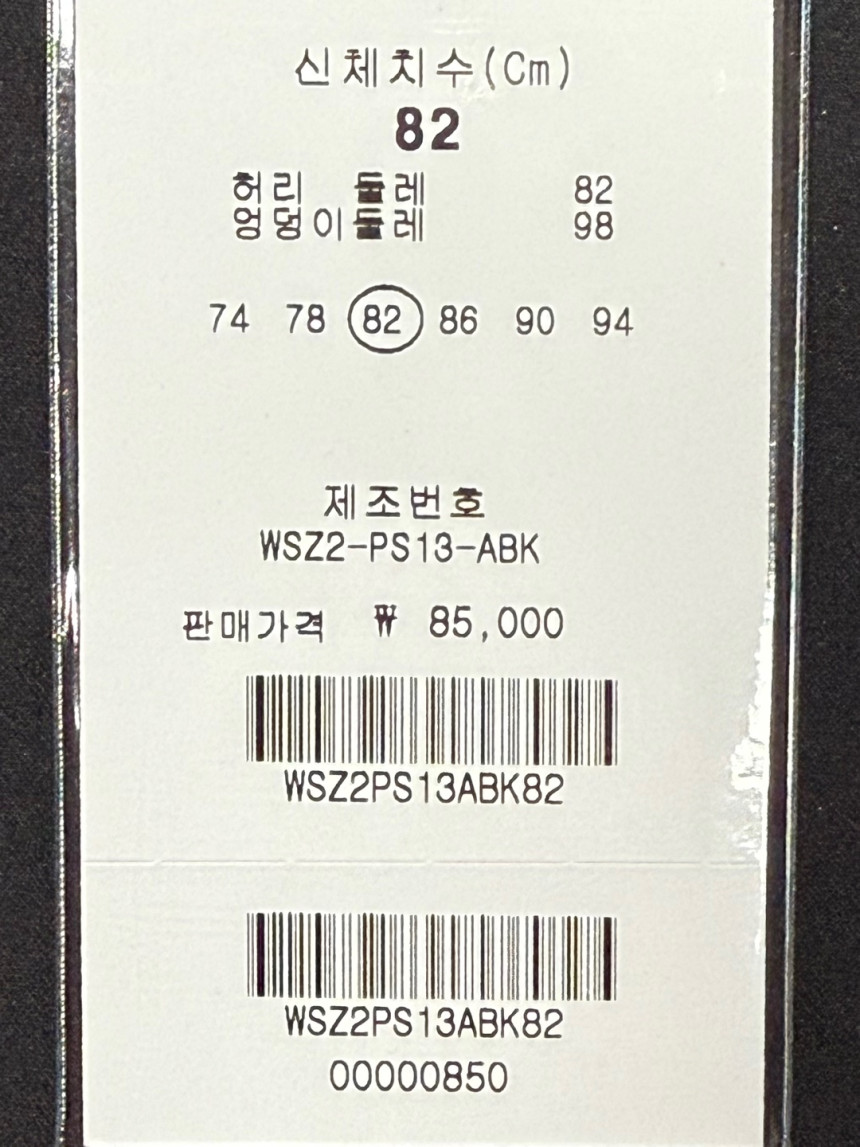 신체치수(Cm)
82
허리 둘레 82
엉덩이둘레 98
74 78 82 86 90 94
제조번호
WSZ2-PS13-ABK
판매가격 ₩ 85,000
WSZ2PS13ABK82
WSZ2PS13ABK82
00000850